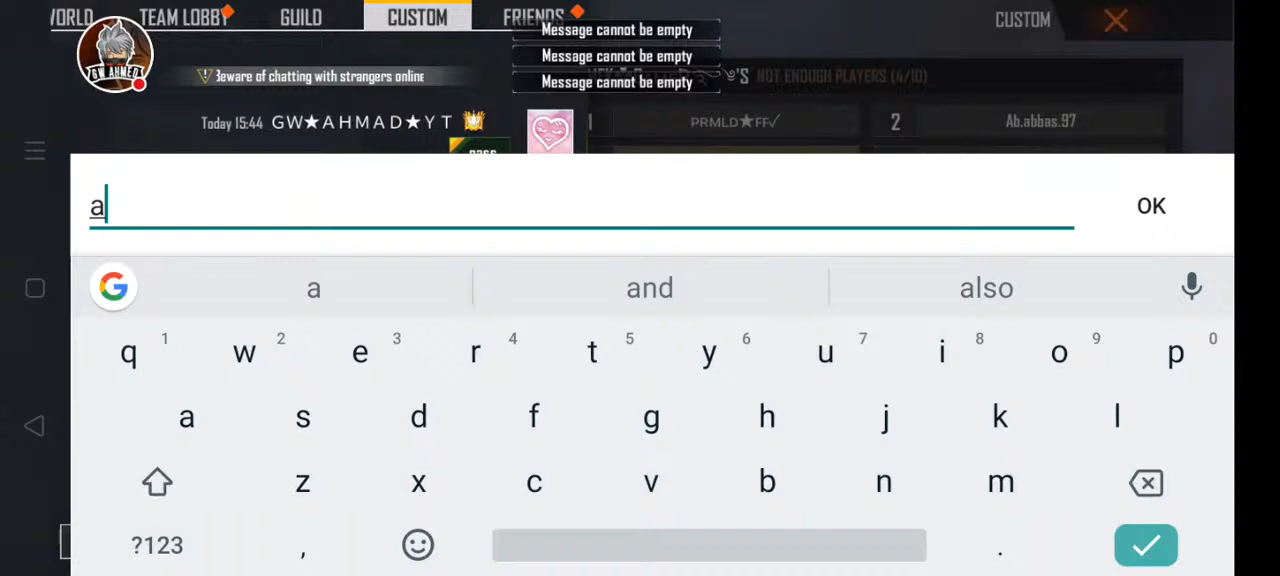 WORLD TEAM LOBBY GUILD CUSTOM FRIENDS CUSTOM
Message cannot be empty
Message cannot be empty
Message cannot be empty
Beware of chatting with strangers online
NOT ENOUGH PLAYERS (4/10)
GW AHMED
Today 15:44 GW★AHMAD★YT
1 PRMLD★FF✓ 2 Ab.abbas.97
a OK
a and also
q 1 w 2 e 3 r 4 t 5 y 6 u 7 i 8 o 9 p 0
a s d f g h j k l
z x c v b n m
?123 , .